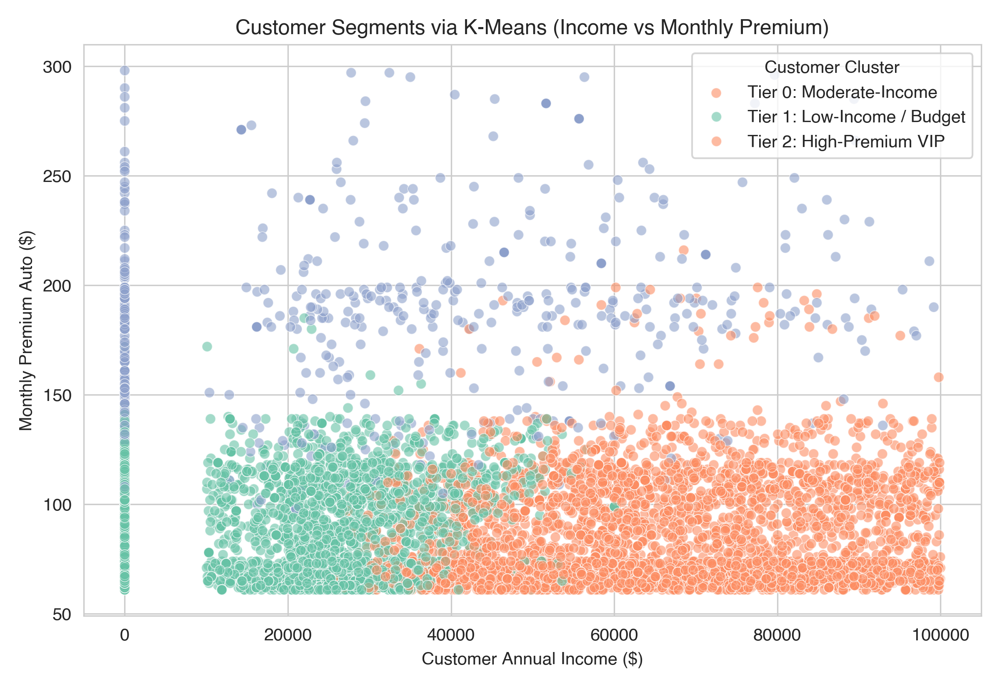 Customer Segments via K-Means (Income vs Monthly Premium)
Customer Cluster
Tier 0: Moderate-Income
Tier 1: Low-Income / Budget
Tier 2: High-Premium VIP
Monthly Premium Auto ($)
300
250
200
150
100
50
0
20000
40000
60000
80000
100000
Customer Annual Income ($)